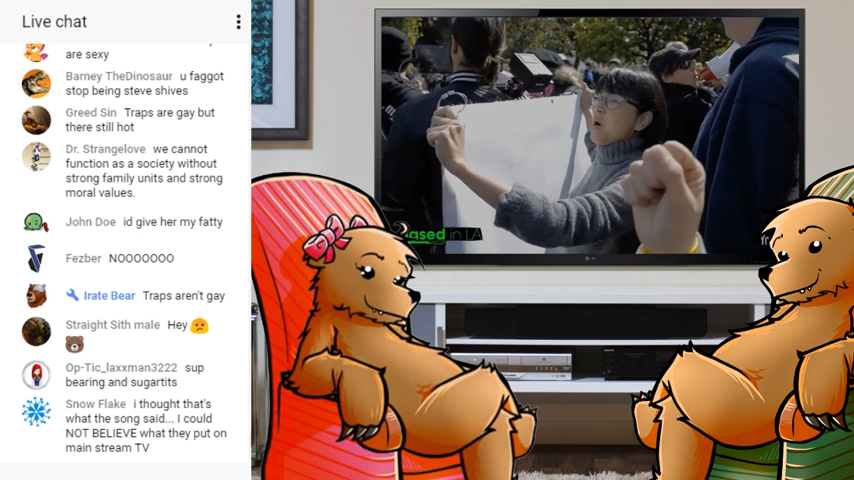 Live chat
are sexy
Barney TheDinosaur u faggot
stop being steve shives
Greed Sin Traps are gay but
there still hot
Dr. Strangelove we cannot
function as a society without
strong family units and strong
moral values.
John Doe id give her my fatty
Fezber NOOOOOOO
Irate Bear Traps aren't gay
Straight Sith male Hey 😕
🐻
Op-Tic_laxxman3222 sup
bearing and sugartits
Snow Flake i thought that's
what the song said... I could
NOT BELIEVE what they put on
main stream TV
ased in LA
LG